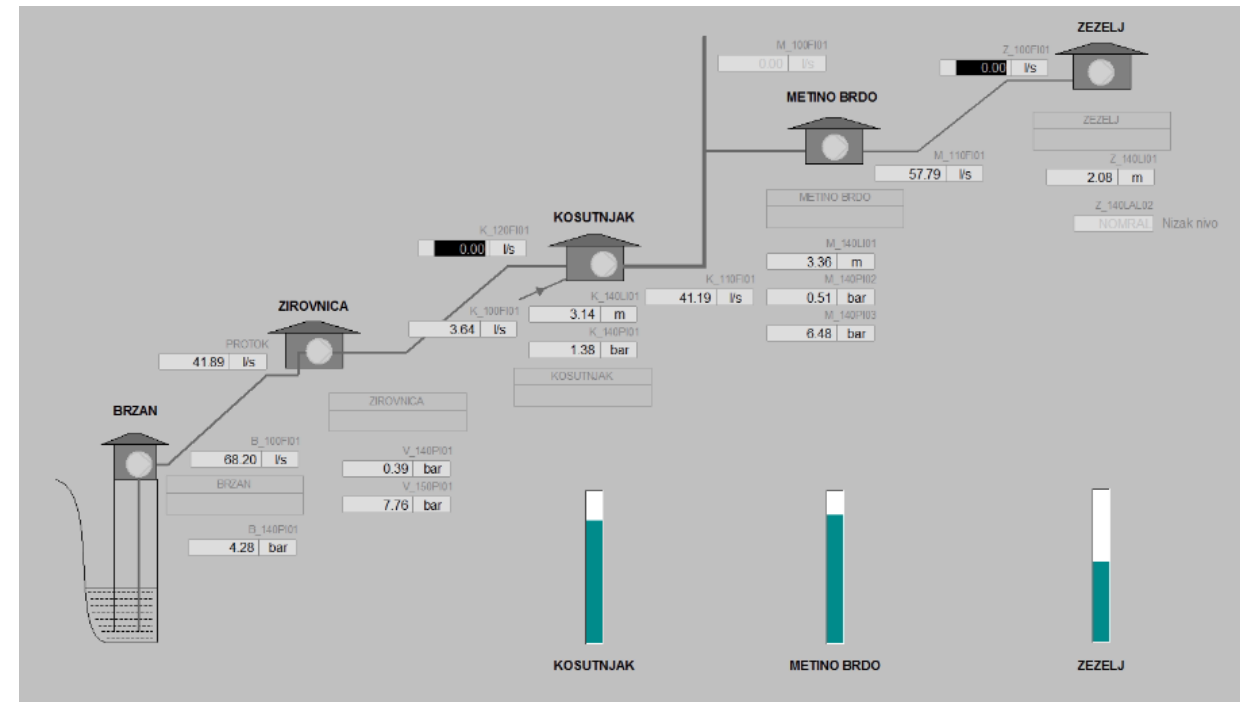 ZEZELJ
M_100FI01
0.00 l/s
Z_100FI01
0.00 l/s
METINO BRDO
ZEZELJ
M_110FI01
57.79 l/s
Z_140LI01
2.08 m
METINO BRDO
Z_140LAL02
NOMRAL Nizak nivo
KOSUTNJAK
K_120FI01
0.00 l/s
M_140LI01
3.36 m
K_110FI01
41.19 l/s
M_140PI02
0.51 bar
M_140PI03
6.48 bar
K_140LI01
3.14 m
K_100FI01
3.64 l/s
K_140PI01
1.38 bar
KOSUTNJAK
ZIROVNICA
PROTOK
41.89 l/s
ZIROVNICA
BRZAN
B_100FI01
68.20 l/s
V_140PI01
0.39 bar
BRZAN
V_150PI01
7.76 bar
B_140PI01
4.28 bar
KOSUTNJAK
METINO BRDO
ZEZELJ